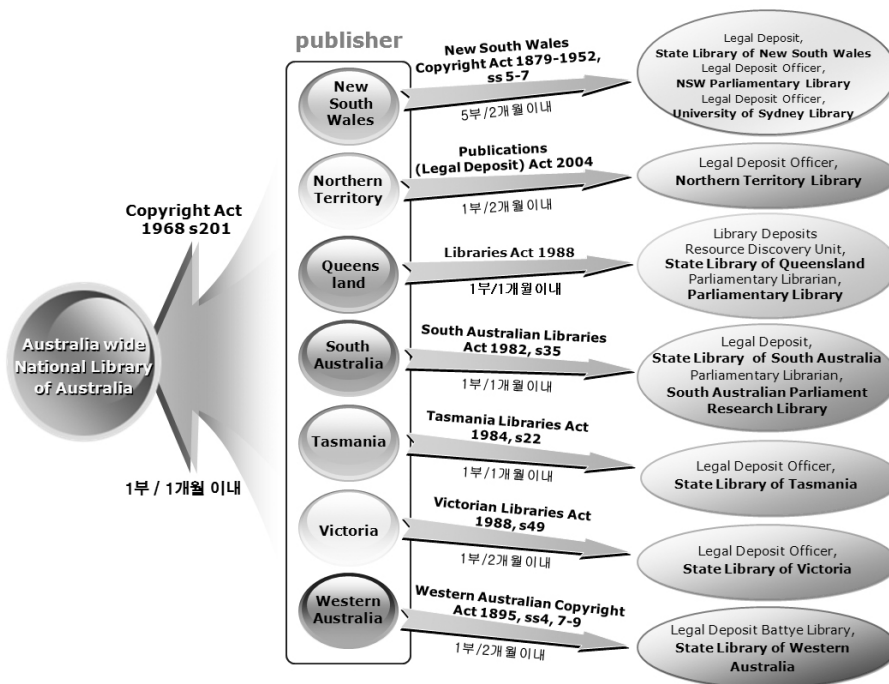 publisher
Australia wide
National Library
of Australia
Copyright Act
1968 s201
1부 / 1개월 이내
New
South
Wales
New South Wales
Copyright Act 1879-1952,
ss 5-7
5부/2개월이내
Legal Deposit,
State Library of New South Wales
Legal Deposit Officer,
NSW Parliamentary Library
Legal Deposit Officer,
University of Sydney Library
Northern
Territory
Publications
(Legal Deposit) Act 2004
1부/2개월이내
Legal Deposit Officer,
Northern Territory Library
Queens
land
Libraries Act 1988
1부/1개월이내
Library Deposits
Resource Discovery Unit,
State Library of Queensland
Parliamentary Librarian,
Parliamentary Library
South
Australia
South Australian Libraries
Act 1982, s35
1부/1개월이내
Legal Deposit,
State Library of South Australia
Parliamentary Librarian,
South Australian Parliament
Research Library
Tasmania
Tasmania Libraries Act
1984, s22
1부/1개월이내
Legal Deposit Officer,
State Library of Tasmania
Victoria
Victorian Libraries Act
1988, s49
1부/2개월이내
Legal Deposit Officer,
State Library of Victoria
Western
Australia
Western Australian Copyright
Act 1895, ss4, 7-9
1부/2개월이내
Legal Deposit Battye Library,
State Library of Western
Australia